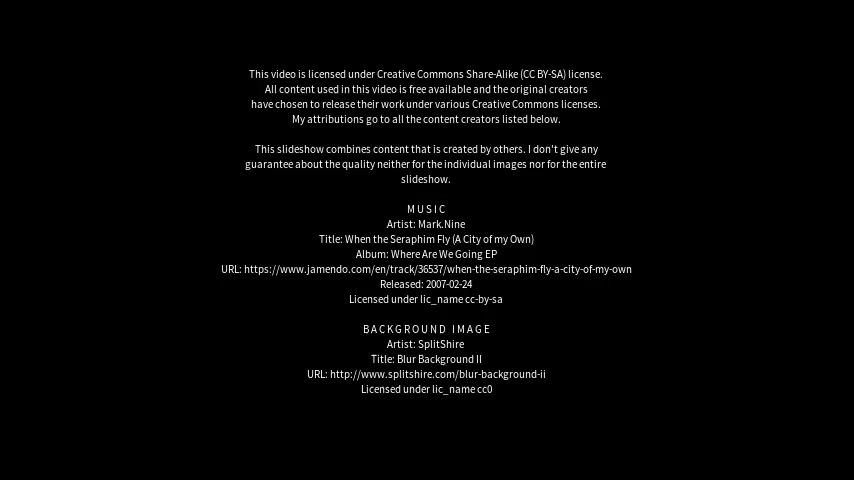 This video is licensed under Creative Commons Share-Alike (CC BY-SA) license.
All content used in this video is free available and the original creators
have chosen to release their work under various Creative Commons licenses.
My attributions go to all the content creators listed below.
This slideshow combines content that is created by others. I don't give any
guarantee about the quality neither for the individual images nor for the entire
slideshow.
MUSIC
Artist: Mark.Nine
Title: When the Seraphim Fly (A City of my Own)
Album: Where Are We Going EP
URL: https://www.jamendo.com/en/track/36537/when-the-seraphim-fly-a-city-of-my-own
Released: 2007-02-24
Licensed under lic_name cc-by-sa
BACKGROUND IMAGE
Artist: SplitShire
Title: Blur Background II
URL: http://www.splitshire.com/blur-background-ii
Licensed under lic_name cc0